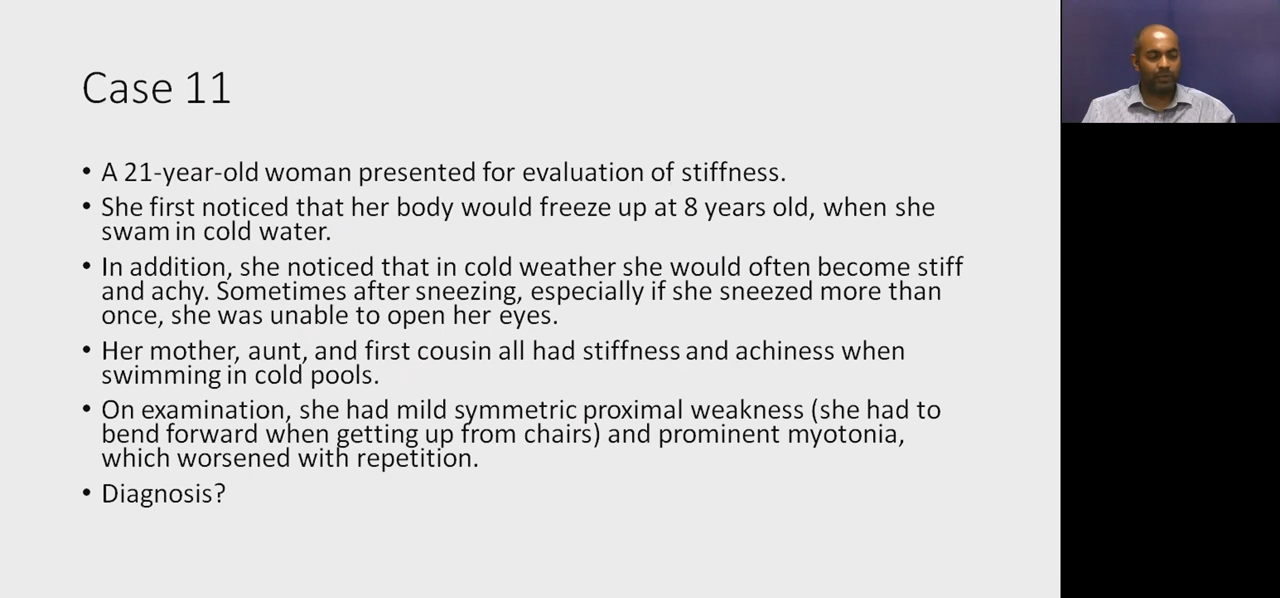 Case 11
• A 21-year-old woman presented for evaluation of stiffness.
• She first noticed that her body would freeze up at 8 years old, when she
swam in cold water.
• In addition, she noticed that in cold weather she would often become stiff
and achy. Sometimes after sneezing, especially if she sneezed more than
once, she was unable to open her eyes.
• Her mother, aunt, and first cousin all had stiffness and achiness when
swimming in cold pools.
• On examination, she had mild symmetric proximal weakness (she had to
bend forward when getting up from chairs) and prominent myotonia,
which worsened with repetition.
• Diagnosis?